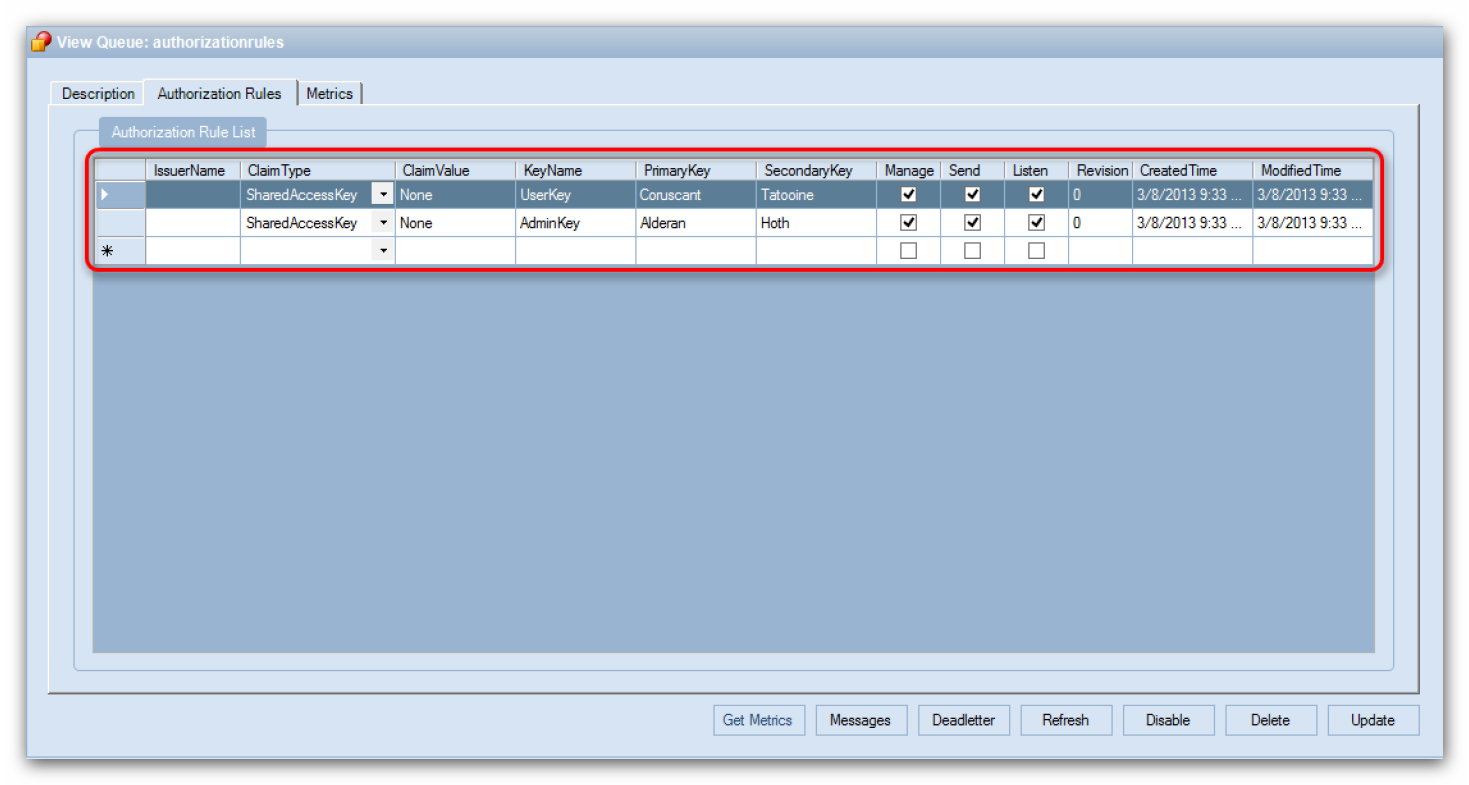 View Queue: authorizationrules
Description Authorization Rules Metrics
Authorization Rule List
IssuerName ClaimType ClaimValue KeyName PrimaryKey SecondaryKey Manage Send Listen Revision CreatedTime ModifiedTime
SharedAccessKey None UserKey Coruscant Tatooine 0 3/8/2013 9:33 ... 3/8/2013 9:33 ...
SharedAccessKey None AdminKey Alderan Hoth 0 3/8/2013 9:33 ... 3/8/2013 9:33 ...
Get Metrics Messages Deadletter Refresh Disable Delete Update